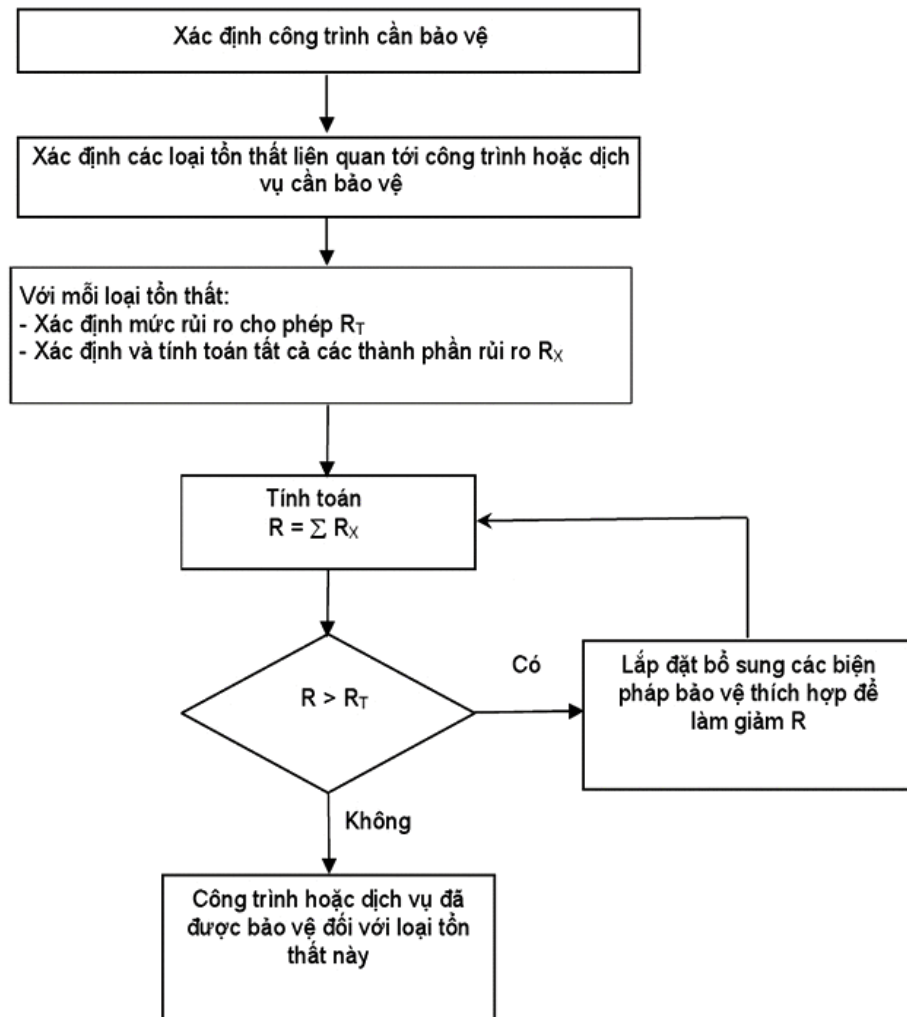 Xác định công trình cần bảo vệ
Xác định các loại tổn thất liên quan tới công trình hoặc dịch
vụ cần bảo vệ
Với mỗi loại tổn thất:
- Xác định mức rủi ro cho phép RT
- Xác định và tính toán tất cả các thành phần rủi ro RX
Tính toán
R = ∑ RX
R > RT
Có
Lắp đặt bổ sung các biện
pháp bảo vệ thích hợp để
làm giảm R
Không
Công trình hoặc dịch vụ đã
được bảo vệ đối với loại tổn
thất này